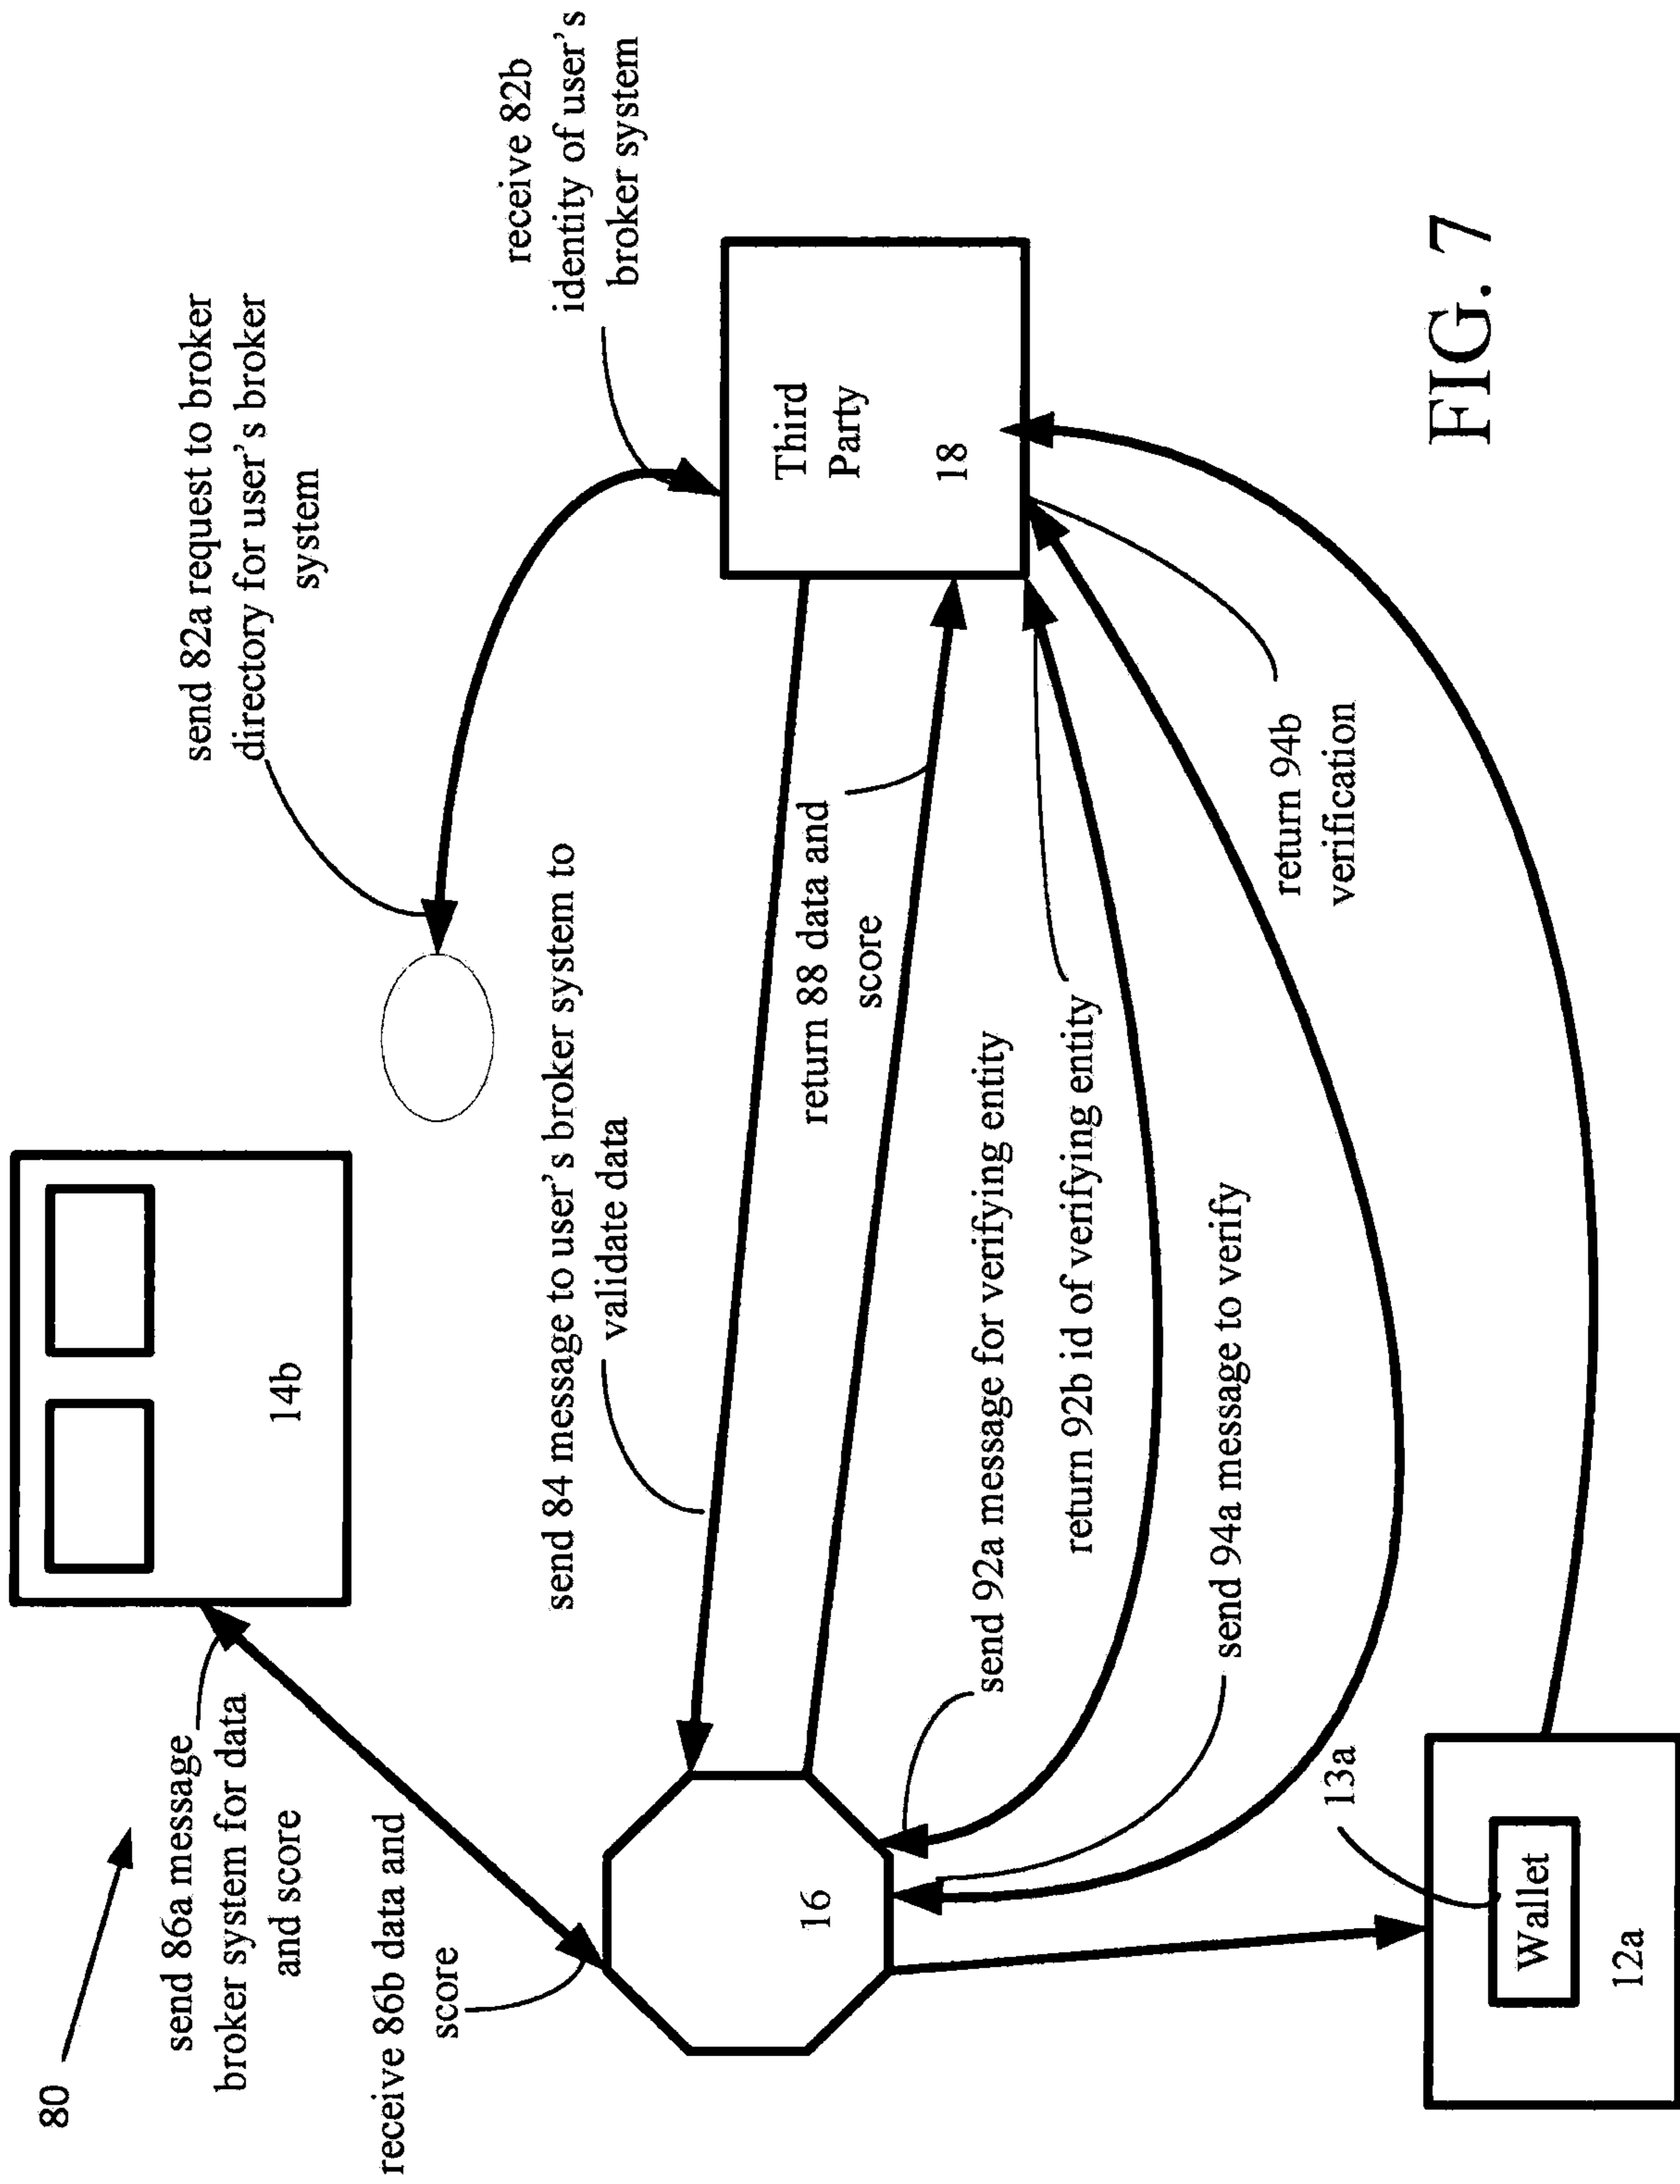 80
send 86a message
broker system for data
and score
receive 86b data and
score
14b
send 82a request to broker
directory for user's broker
system
receive 82b
identity of user's
broker system
send 84 message to user's broker system to
validate data
return 88 data and
score
Third
Party
18
16
send 92a message for verifying entity
return 92b id of verifying entity
send 94a message to verify
return 94b
verification
13a
Wallet
12a
FIG. 7